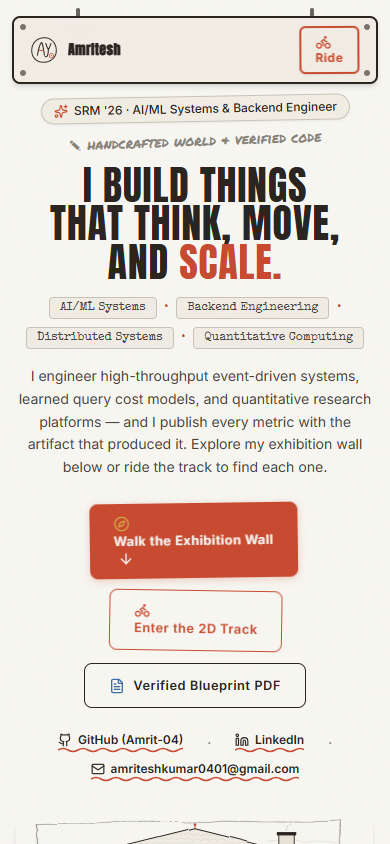 AY
Amritesh
Ride
SRM '26 · AI/ML Systems & Backend Engineer
HANDCRAFTED WORLD & VERIFIED CODE
I BUILD THINGS
THAT THINK, MOVE,
AND SCALE.
AI/ML Systems · Backend Engineering ·
Distributed Systems · Quantitative Computing
I engineer high-throughput event-driven systems,
learned query cost models, and quantitative research
platforms — and I publish every metric with the
artifact that produced it. Explore my exhibition wall
below or ride the track to find each one.
Walk the Exhibition Wall
↓
Enter the 2D Track
Verified Blueprint PDF
GitHub (Amrit-04) · LinkedIn ·
amriteshkumar0401@gmail.com